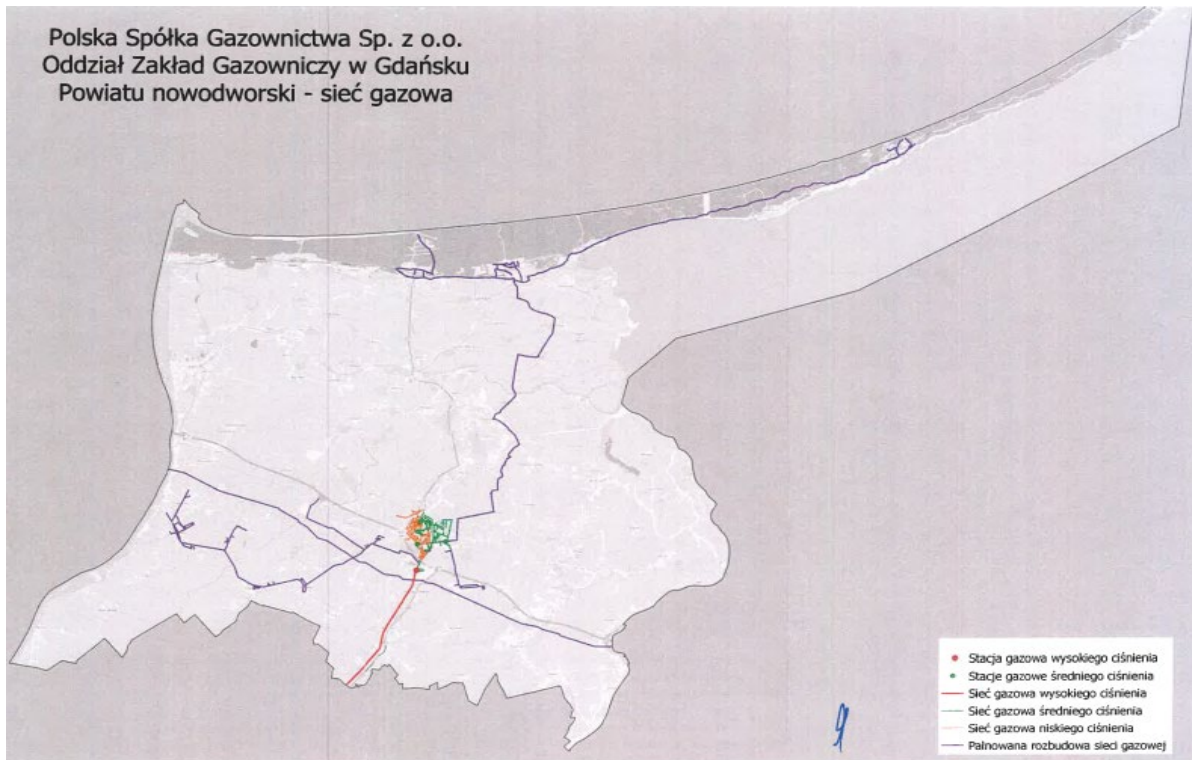 Polska Spółka Gazownictwa Sp. z o.o.
Oddział Zakład Gazowniczy w Gdańsku
Powiatu nowodworski - sieć gazowa
Stacja gazowa wysokiego ciśnienia
Stacje gazowe średniego ciśnienia
Sieć gazowa wysokiego ciśnienia
Sieć gazowa średniego ciśnienia
Sieć gazowa niskiego ciśnienia
Palnowana rozbudowa sieci gazowej